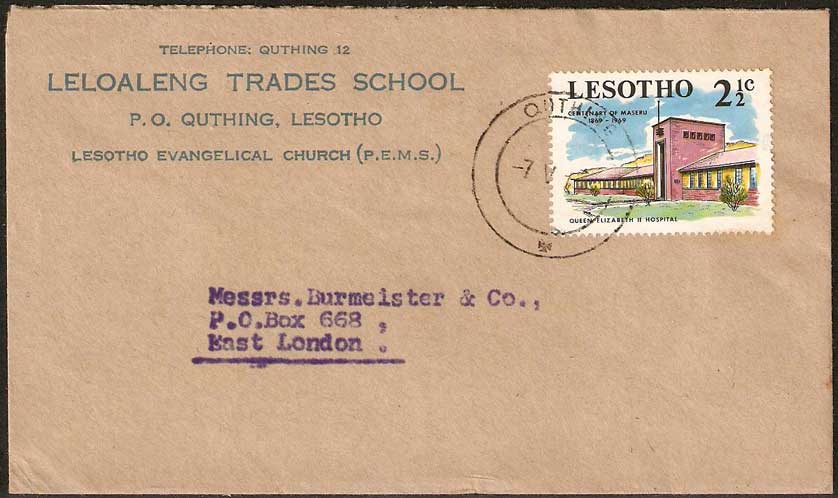 TELEPHONE: QUTHING 12
LELOALENG TRADES SCHOOL
P.O. QUTHING, LESOTHO
LESOTHO EVANGELICAL CHURCH (P.E.M.S.)
LESOTHO 2½c
CENTENARY OF MASERU
1869 - 1969
QUEEN ELIZABETH II HOSPITAL
Messrs.Burmeister & Co.,
P.O.Box 668 ,
East London .